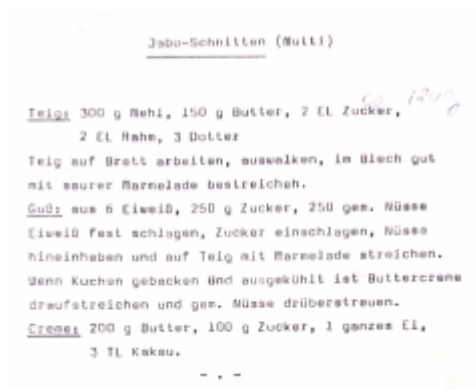 Jabo-Schnitten (Mutti)
Teig: 300 g Mehl, 150 g Butter, 2 EL Zucker,
2 EL Rahm, 3 Dotter
Teig auf Brett arbeiten, auswalken, im Blech gut
mit saurer Marmelade bestreichen.
Guß: aus 6 Eiweiß, 250 g Zucker, 250 gem. Nüsse
Eiweiß fest schlagen, Zucker einschlagen, Nüsse
hineinheben und auf Teig mit Marmelade streichen.
Wenn Kuchen gebacken und ausgekühlt ist Buttercreme
draufstreichen und gem. Nüsse drüberstreuen.
Creme: 200 g Butter, 100 g Zucker, 1 ganzes Ei,
3 TL Kakau.
- . -